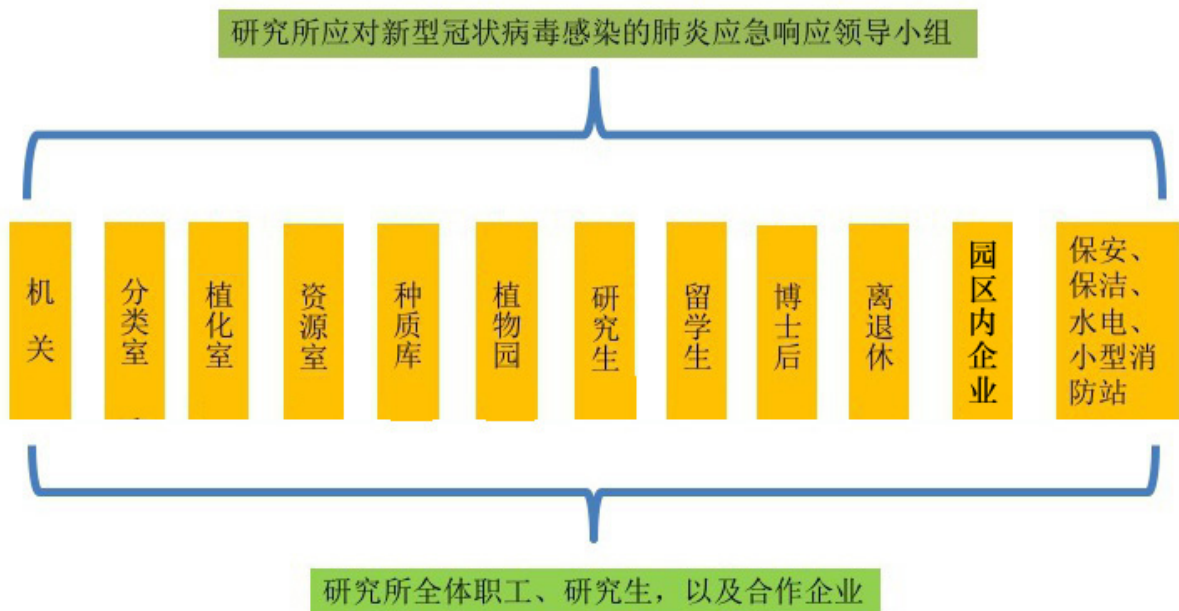 研究所应对新型冠状病毒感染的肺炎应急响应领导小组
机关
分类室
植化室
资源室
种质库
植物园
研究生
留学生
博士后
离退休
园区内企业
保安、
保洁、
水电、
小型消
防站
研究所全体职工、研究生，以及合作企业